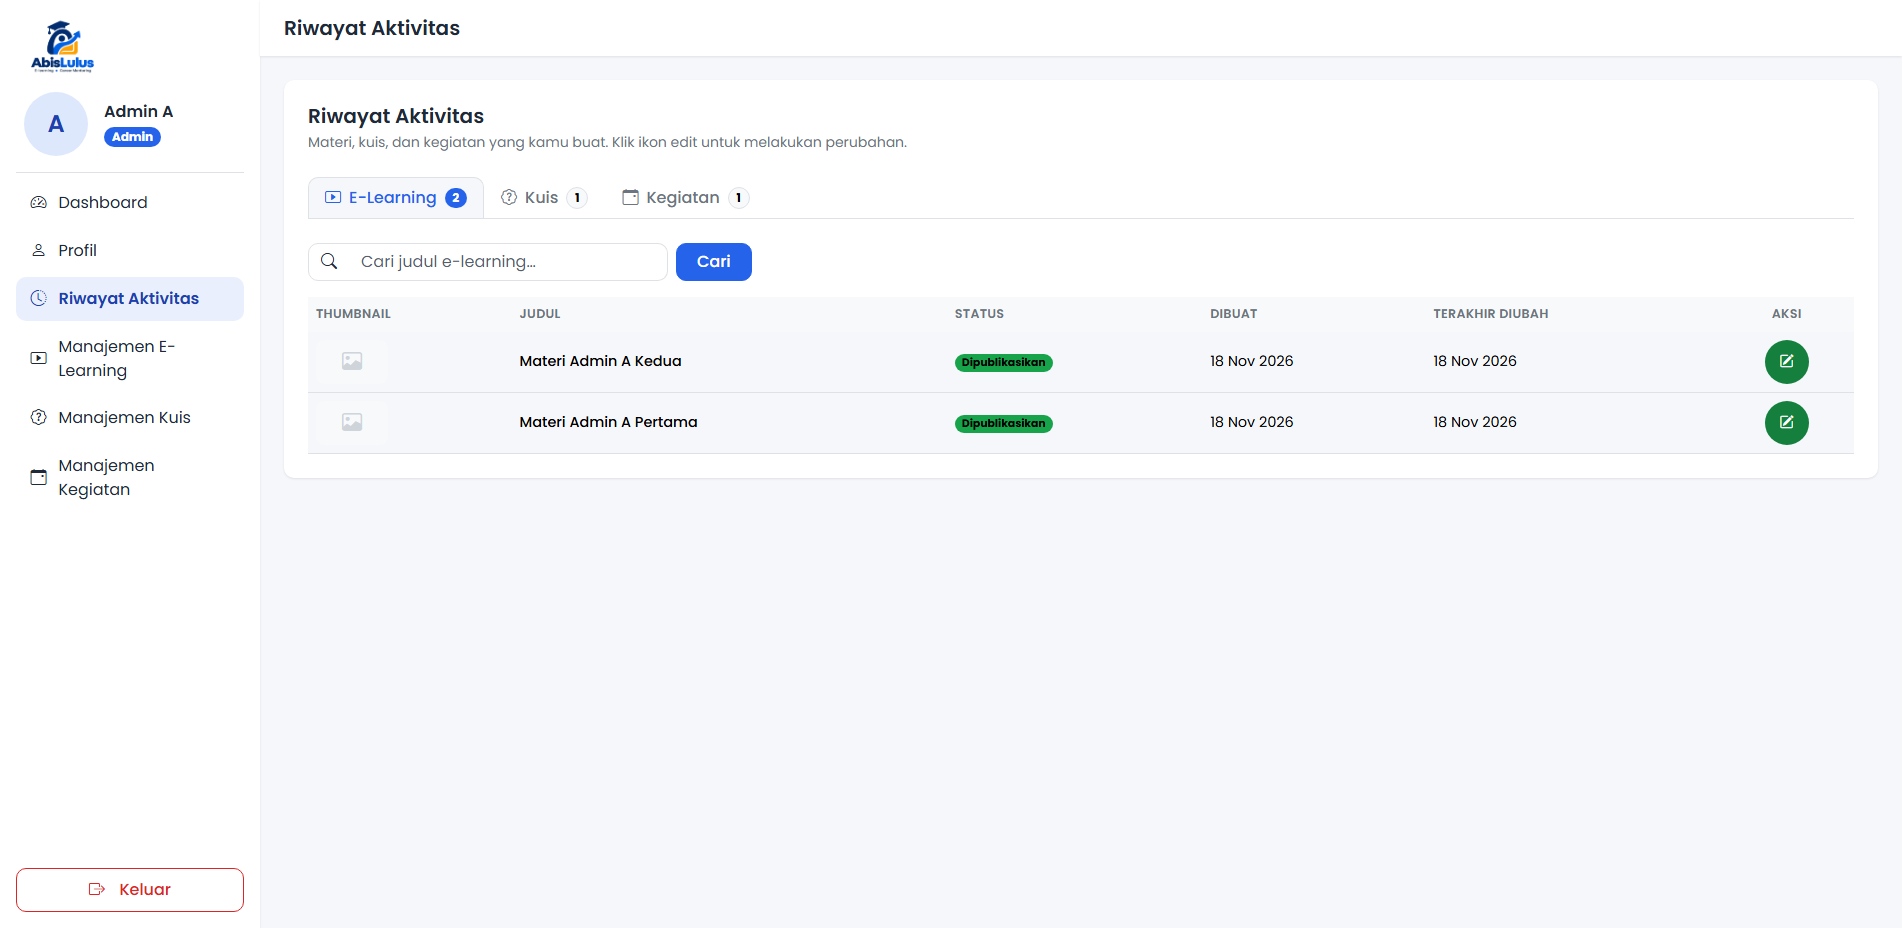 AbisLulus
A
Admin A
Admin
Dashboard
Profil
Riwayat Aktivitas
Manajemen E-
Learning
Manajemen Kuis
Manajemen
Kegiatan
Keluar
Riwayat Aktivitas
Riwayat Aktivitas
Materi, kuis, dan kegiatan yang kamu buat. Klik ikon edit untuk melakukan perubahan.
E-Learning 2 Kuis 1 Kegiatan 1
Cari judul e-learning... Cari
THUMBNAIL JUDUL STATUS DIBUAT TERAKHIR DIUBAH AKSI
Materi Admin A Kedua Dipublikasikan 18 Nov 2026 18 Nov 2026
Materi Admin A Pertama Dipublikasikan 18 Nov 2026 18 Nov 2026